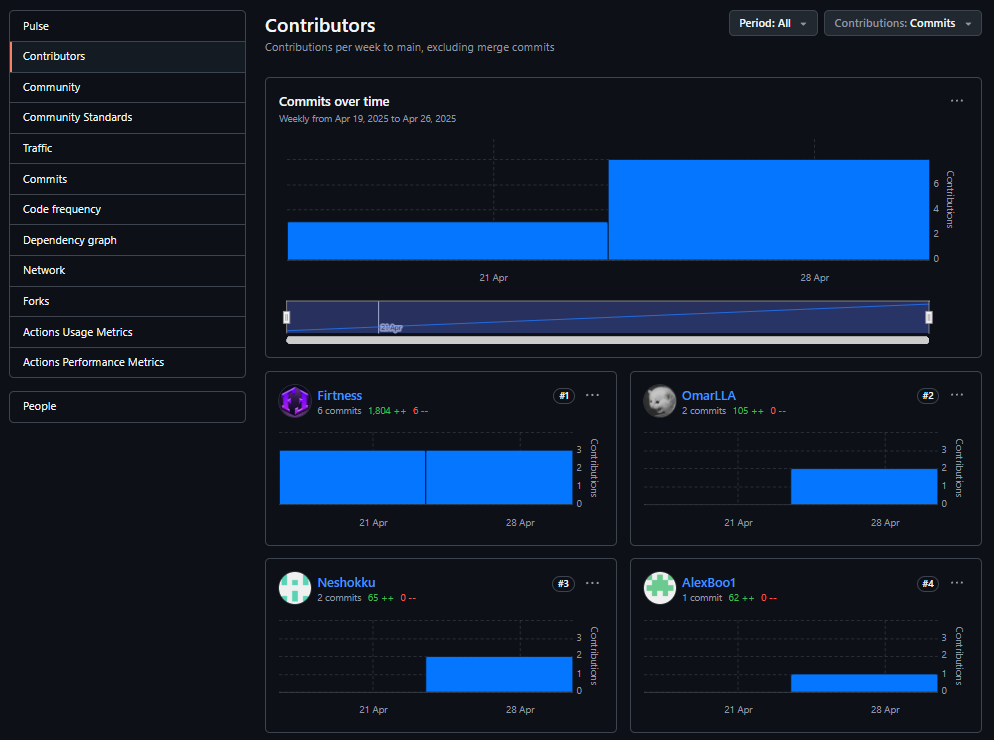 Pulse
Contributors
Community
Community Standards
Traffic
Commits
Code frequency
Dependency graph
Network
Forks
Actions Usage Metrics
Actions Performance Metrics
People
Contributors
Contributions per week to main, excluding merge commits
Period: All
Contributions: Commits
Commits over time
Weekly from Apr 19, 2025 to Apr 26, 2025
6
4
2
0
Contributions
21 Apr 28 Apr
Firtness #1
6 commits 1,804 ++ 6 --
3
2
1
0
Contributions
21 Apr 28 Apr
OmarLLA #2
2 commits 105 ++ 0 --
3
2
1
0
Contributions
21 Apr 28 Apr
Neshokku #3
2 commits 65 ++ 0 --
3
2
1
0
Contributions
21 Apr 28 Apr
AlexBoo1 #4
1 commit 62 ++ 0 --
3
2
1
0
Contributions
21 Apr 28 Apr